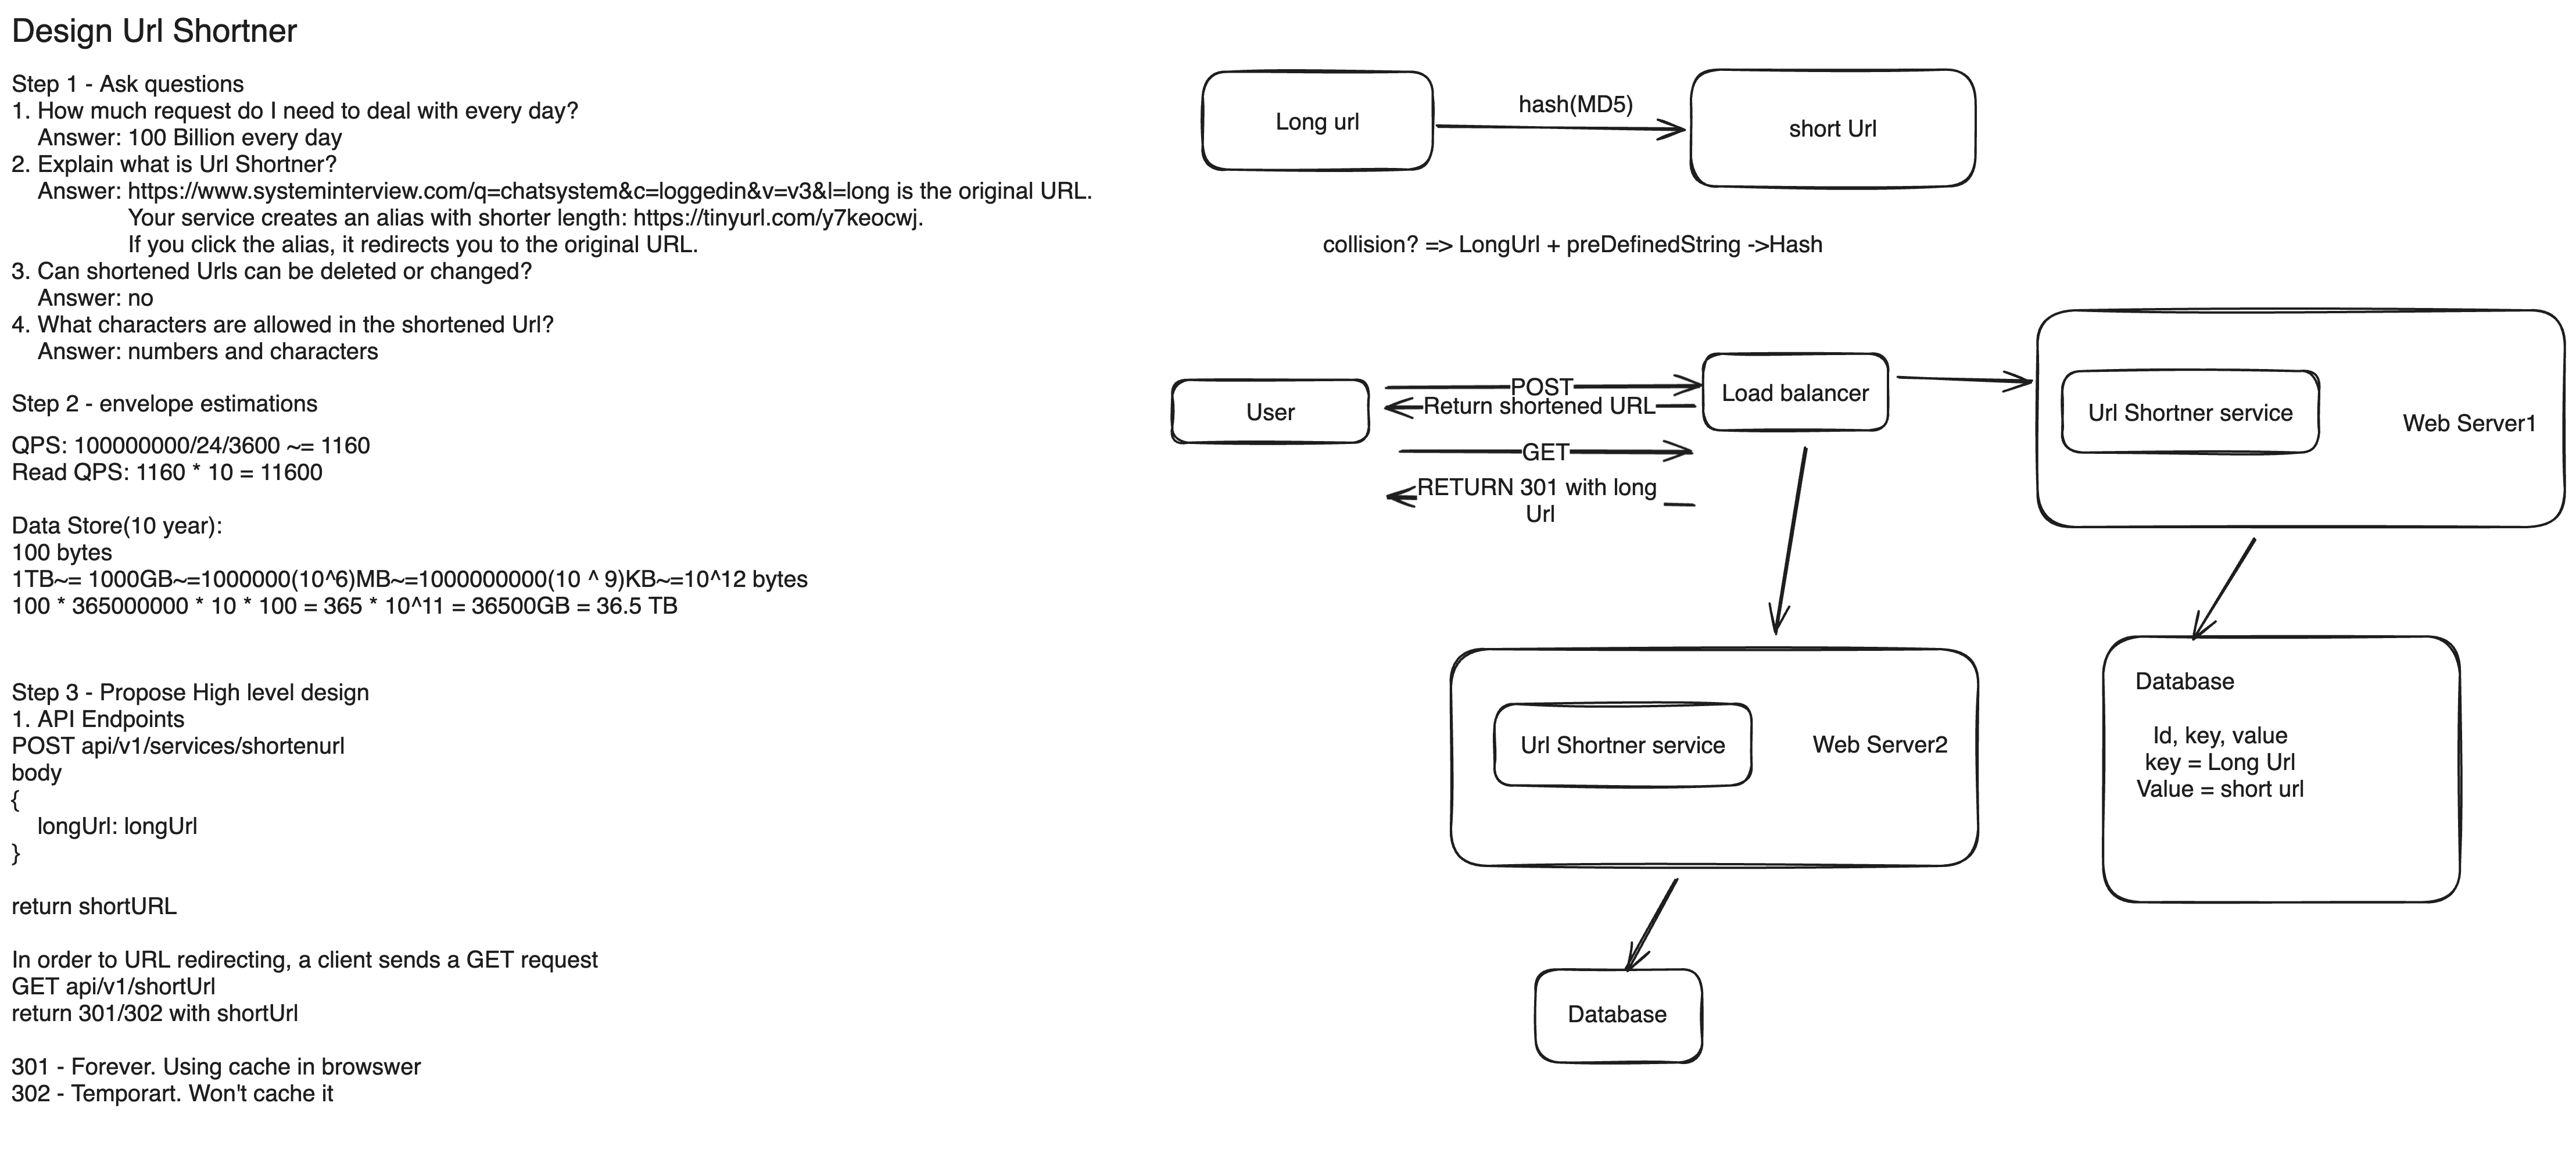 Design Url Shortner
Step 1 - Ask questions
1. How much request do I need to deal with every day?
Answer: 100 Billion every day
2. Explain what is Url Shortner?
Answer: https://www.systeminterview.com/q=chatsystem&c=loggedin&v=v3&l=long is the original URL.
Your service creates an alias with shorter length: https://tinyurl.com/y7keocwj.
If you click the alias, it redirects you to the original URL.
3. Can shortened Urls can be deleted or changed?
Answer: no
4. What characters are allowed in the shortened Url?
Answer: numbers and characters
Step 2 - envelope estimations
QPS: 100000000/24/3600 ~= 1160
Read QPS: 1160 * 10 = 11600
Data Store(10 year):
100 bytes
1TB~= 1000GB~=1000000(10^6)MB~=1000000000(10 ^ 9)KB~=10^12 bytes
100 * 365000000 * 10 * 100 = 365 * 10^11 = 36500GB = 36.5 TB
Step 3 - Propose High level design
1. API Endpoints
POST api/v1/services/shortenurl
body
{
longUrl: longUrl
}
return shortURL
In order to URL redirecting, a client sends a GET request
GET api/v1/shortUrl
return 301/302 with shortUrl
301 - Forever. Using cache in browswer
302 - Temporart. Won't cache it
Long url
hash(MD5)
short Url
collision? => LongUrl + preDefinedString ->Hash
User
POST
Return shortened URL
GET
RETURN 301 with long
Url
Load balancer
Url Shortner service
Web Server1
Url Shortner service
Web Server2
Database
Id, key, value
key = Long Url
Value = short url
Database